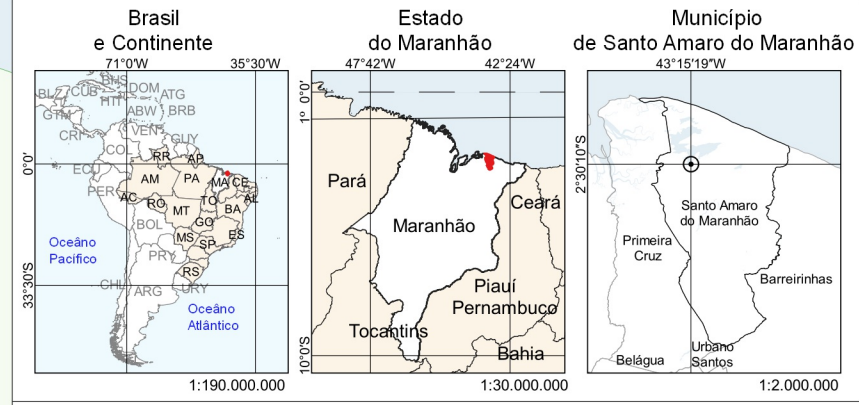 Brasil
e Continente
71°0'W
35°30'W
0°0'
33°30'S
BHS
DOM
ATG
BLZ
CUB
HTI
GTM
ABW
BRB
CRI
VEN
GUY
COL
RR
AP
ECU
AM
PA
MA
CE
PER
AC
RO
TO
AL
MT
BA
BOL
GO
MS
ES
SP
PRY
RS
CHL
ARG
URY
Oceâno
Pacífico
Oceâno
Atlântico
1:190.000.000
Estado
do Maranhão
47°42'W
42°24'W
0°0'
1°
10°0'S
Pará
Maranhão
Ceará
Piauí
Pernambuco
Tocantins
Bahia
1:30.000.000
Município
de Santo Amaro do Maranhão
43°15'19"W
2°30'10"S
Santo Amaro
do Maranhão
Primeira
Cruz
Barreirinhas
Belágua
Urbano
Santos
1:2.000.000